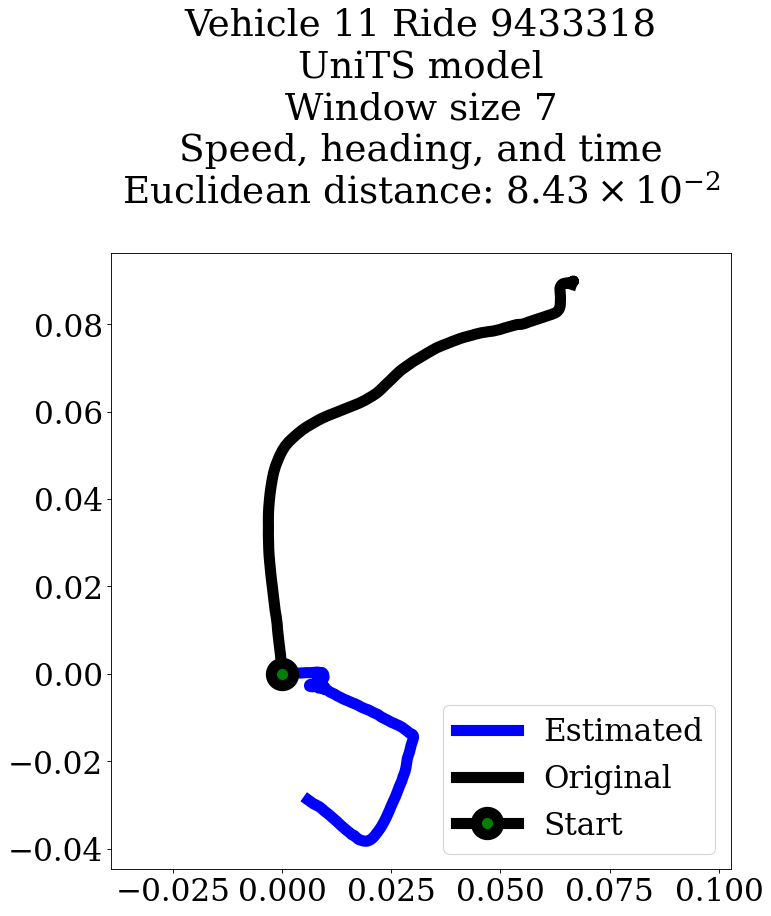 Vehicle 11 Ride 9433318
UniTS model
Window size 7
Speed, heading, and time
Euclidean distance: 8.43 × 10⁻²
0.08
0.06
0.04
0.02
0.00
−0.02
−0.04
Estimated
Original
Start
−0.025 0.000 0.025 0.050 0.075 0.100